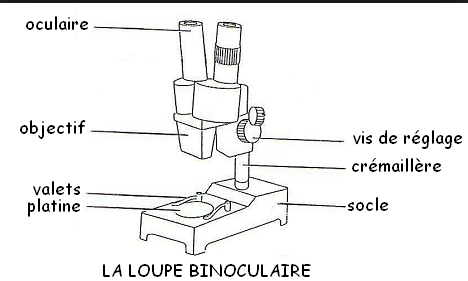 oculaire
objectif
vis de réglage
crémaillère
valets
platine
socle
LA LOUPE BINOCULAIRE